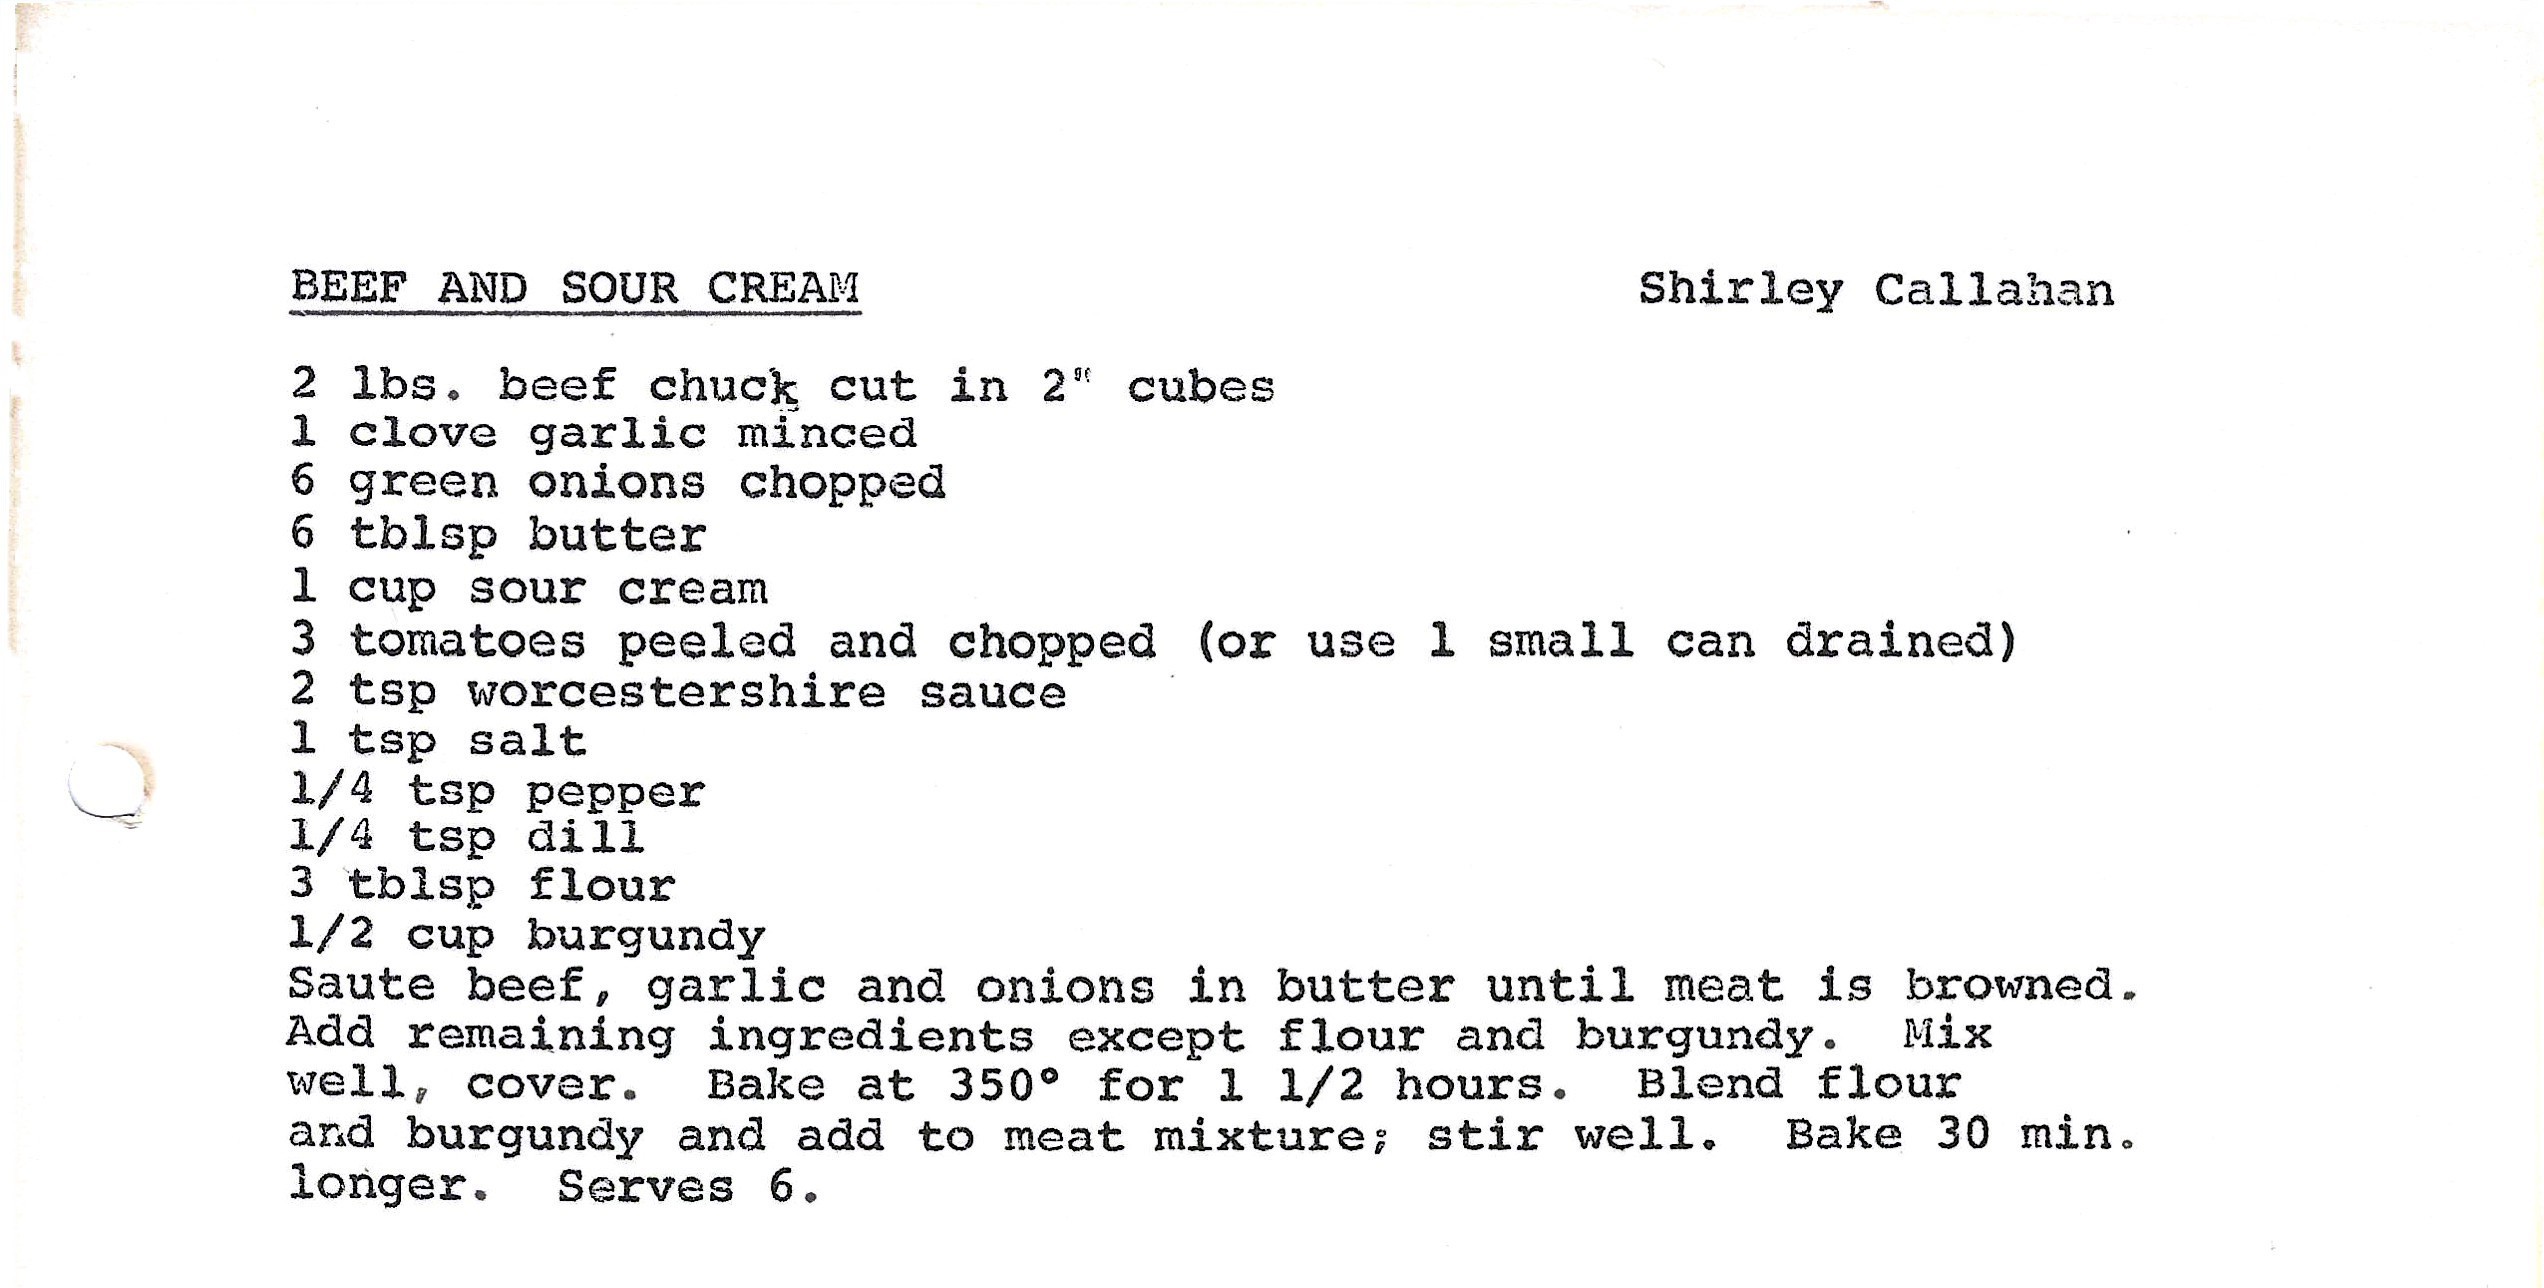 BEEF AND SOUR CREAM Shirley Callahan
2 lbs. beef chuck cut in 2" cubes
1 clove garlic minced
6 green onions chopped
6 tblsp butter
1 cup sour cream
3 tomatoes peeled and chopped (or use 1 small can drained)
2 tsp worcestershire sauce
1 tsp salt
1/4 tsp pepper
1/4 tsp dill
3 tblsp flour
1/2 cup burgundy
Saute beef, garlic and onions in butter until meat is browned.
Add remaining ingredients except flour and burgundy. Mix
well, cover. Bake at 350° for 1 1/2 hours. Blend flour
and burgundy and add to meat mixture; stir well. Bake 30 min.
longer. Serves 6.